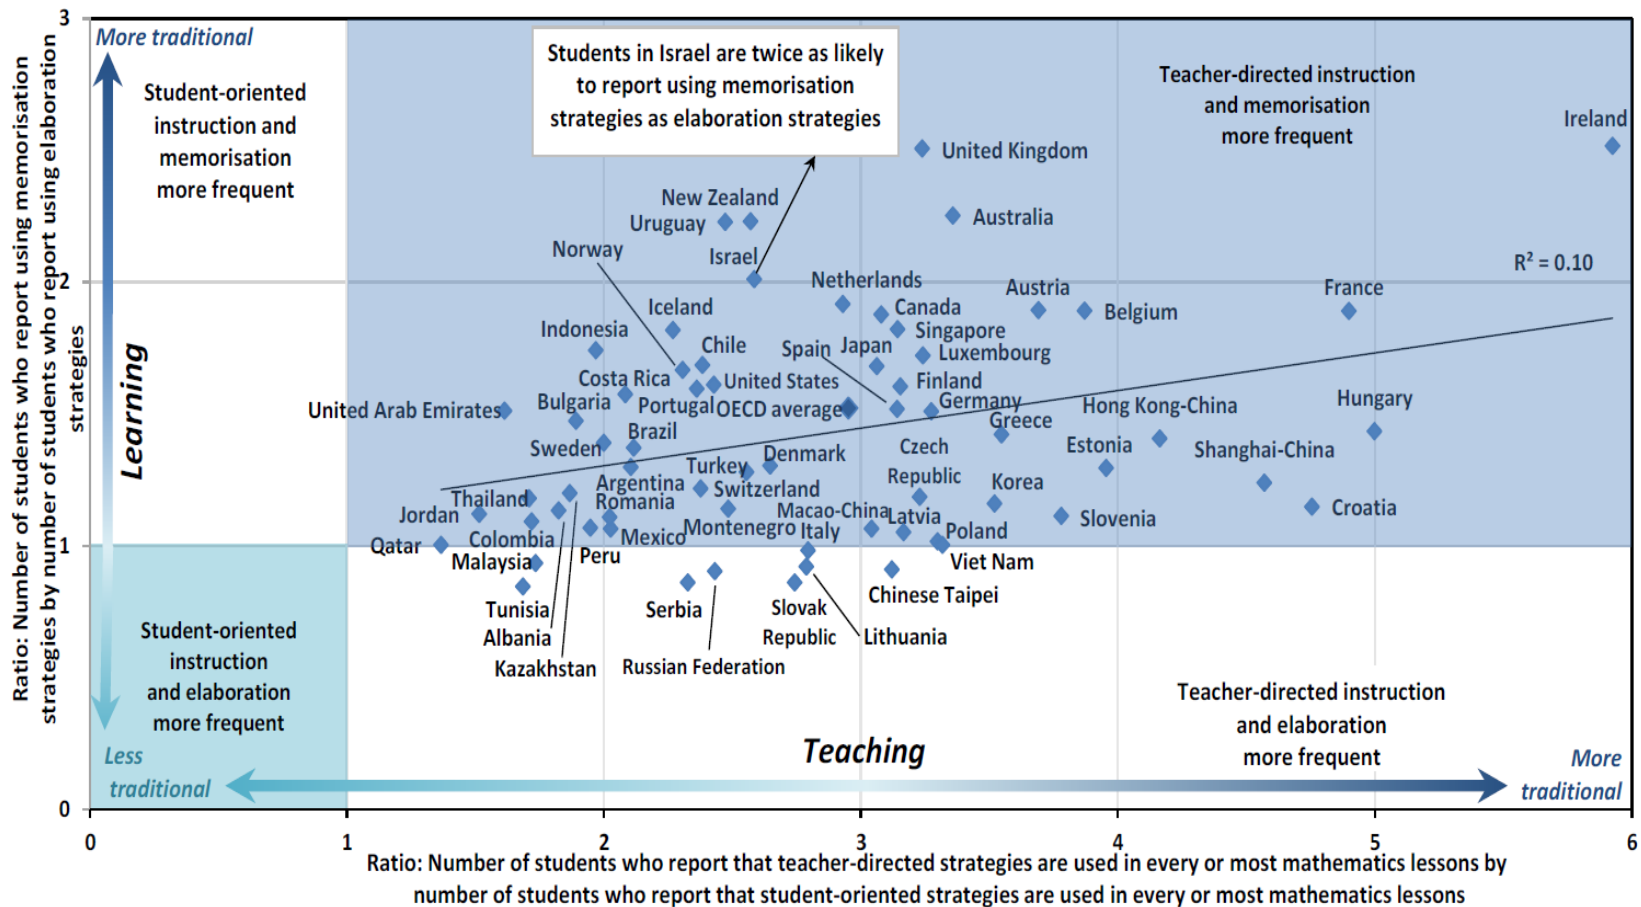 3
More traditional
Student-oriented
instruction and
memorisation
more frequent
Students in Israel are twice as likely
to report using memorisation
strategies as elaboration strategies
Teacher-directed instruction
and memorisation
more frequent
Ireland
United Kingdom
New Zealand
Uruguay
Australia
Norway
Israel
R² = 0.10
2
Netherlands
Austria
France
Iceland
Canada
Belgium
Indonesia
Singapore
Chile
Spain
Japan
Luxembourg
Costa Rica
United States
Finland
United Arab Emirates
Bulgaria
Portugal
OECD average
Germany
Hong Kong-China
Hungary
Greece
Sweden
Brazil
Czech
Republic
Estonia
Shanghai-China
Turkey
Denmark
Argentina
Switzerland
Korea
Thailand
Romania
Jordan
Macao-China
Latvia
Slovenia
Croatia
Colombia
Mexico
Montenegro
Italy
Poland
Qatar
1
Malaysia
Peru
Viet Nam
Tunisia
Serbia
Slovak
Republic
Chinese Taipei
Albania
Lithuania
Kazakhstan
Russian Federation
Student-oriented
instruction
and elaboration
more frequent
Teacher-directed instruction
and elaboration
more frequent
Less
traditional
Teaching
More
traditional
0
Learning
Ratio: Number of students who report using memorisation
strategies by number of students who report using elaboration
strategies
0 1 2 3 4 5 6
Ratio: Number of students who report that teacher-directed strategies are used in every or most mathematics lessons by
number of students who report that student-oriented strategies are used in every or most mathematics lessons